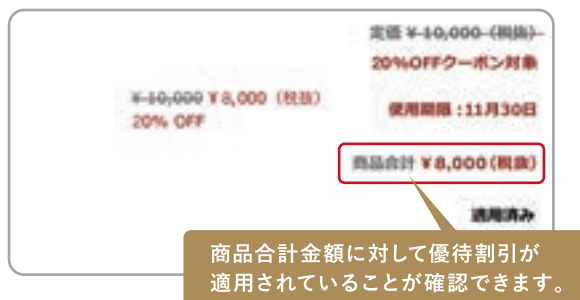 定価 ¥10,000（税抜）
20%OFFクーポン対象
¥10,000 ¥8,000（税抜）
20% OFF
使用期限：11月30日
商品合計 ¥8,000（税抜）
適用済み
商品合計金額に対して優待割引が
適用されていることが確認できます。